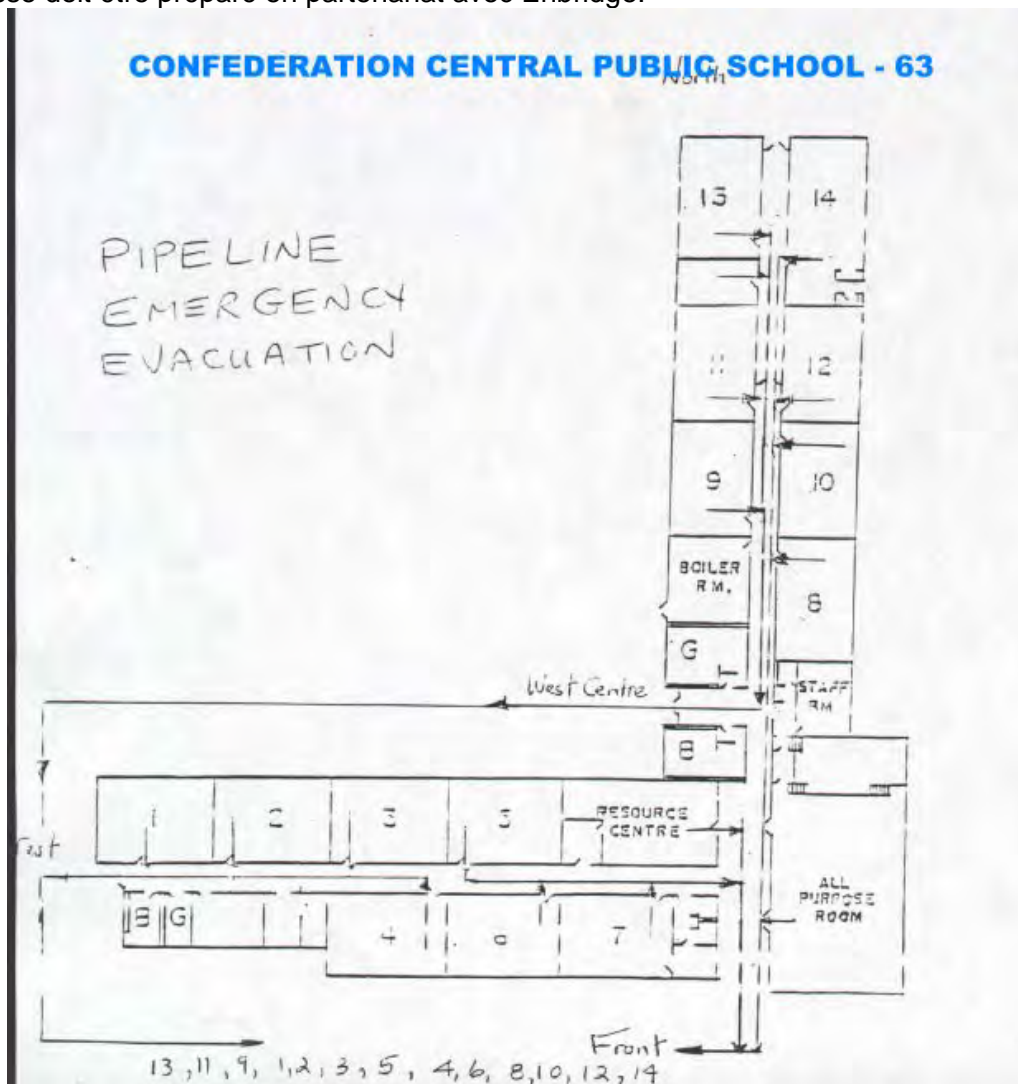 CONFEDERATION CENTRAL PUBLIC SCHOOL - 63
North
PIPELINE
EMERGENCY
EVACUATION
13
14
11
12
9
10
BOILER
RM.
8
G
West Centre
STAFF
RM
B
1
2
3
5
RESOURCE
CENTRE
ALL
PURPOSE
ROOM
B
G
4
6
7
Front
13, 11, 9, 1, 2, 3, 5, 4, 6, 8, 10, 12, 14